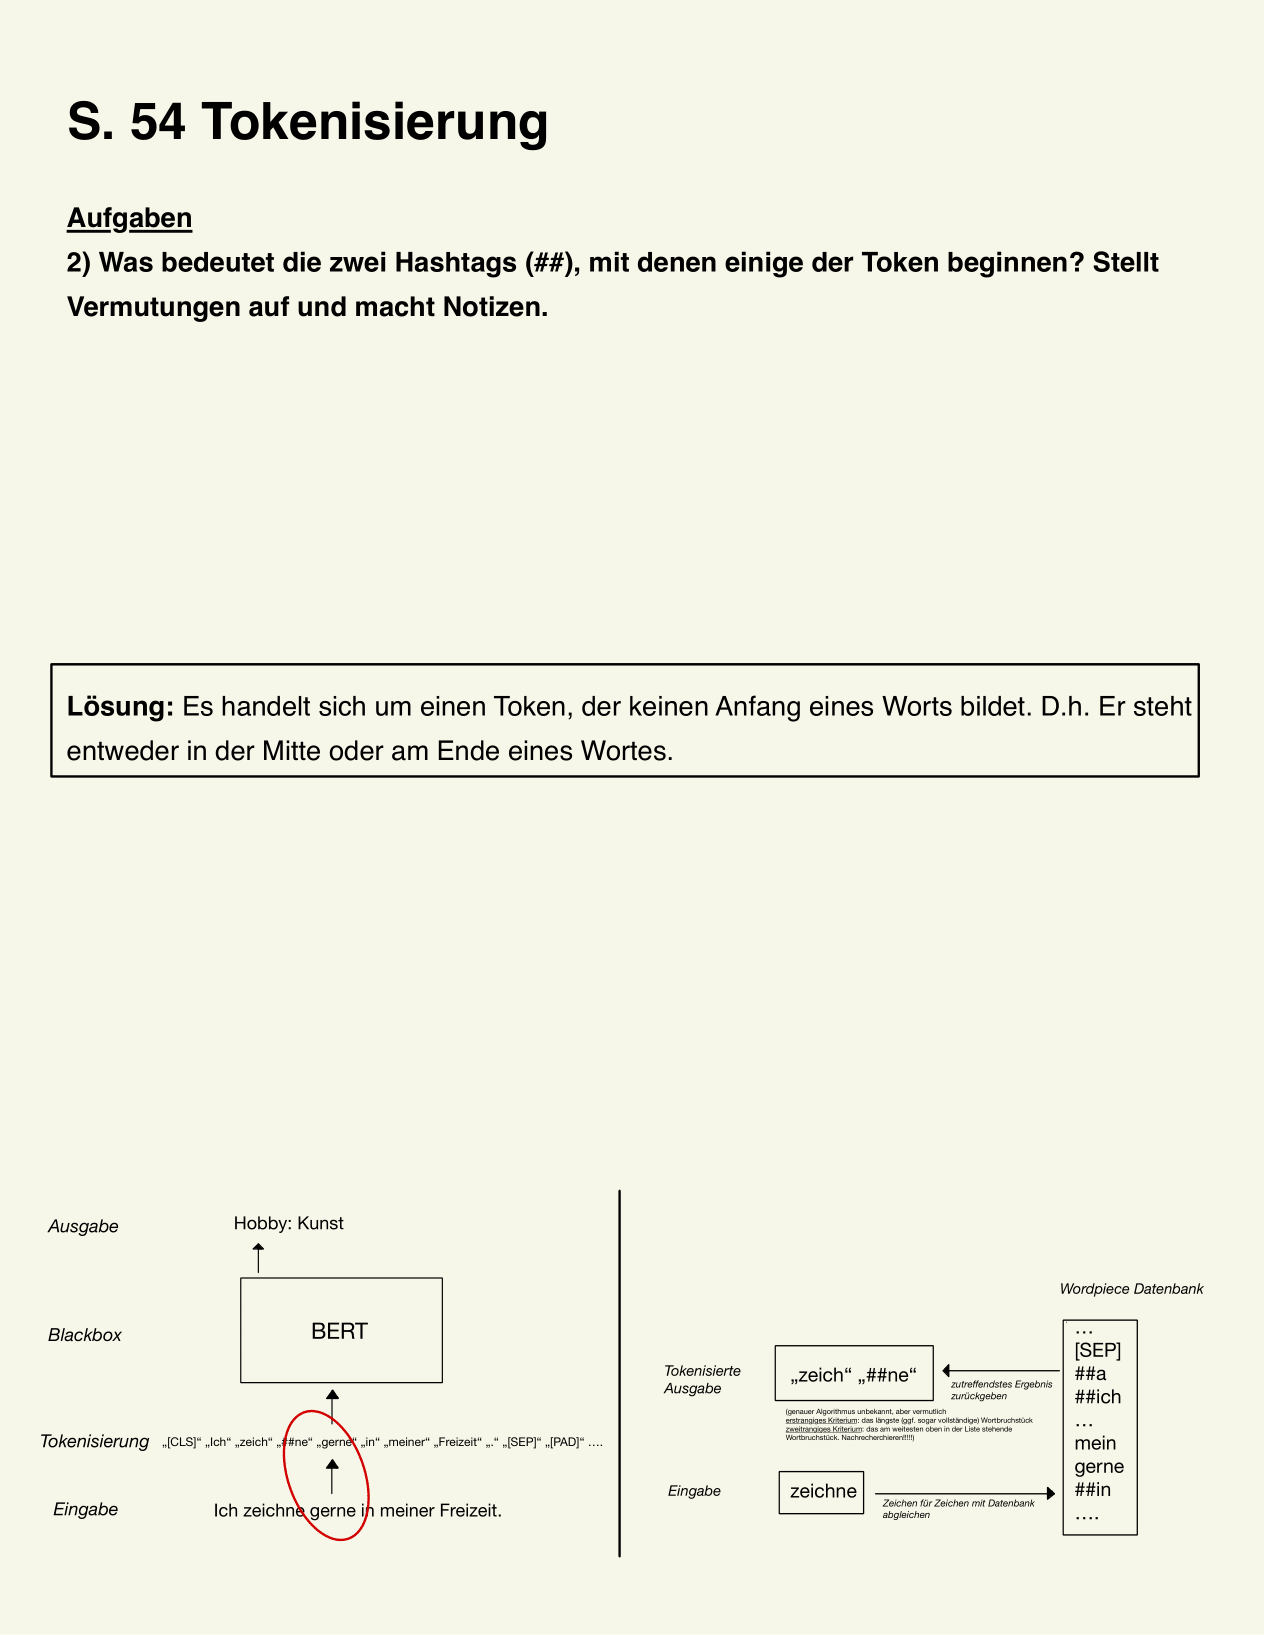 S. 54 Tokenisierung
Aufgaben
2) Was bedeutet die zwei Hashtags (##), mit denen einige der Token beginnen? Stellt
Vermutungen auf und macht Notizen.
Lösung: Es handelt sich um einen Token, der keinen Anfang eines Worts bildet. D.h. Er steht
entweder in der Mitte oder am Ende eines Wortes.
Ausgabe
Hobby: Kunst
Blackbox
BERT
Tokenisierung
„[CLS]“ „Ich“ „zeich“ „##ne“ „gerne“ „in“ „meiner“ „Freizeit“ „.“ „[SEP]“ „[PAD]“ ….
Eingabe
Ich zeichne gerne in meiner Freizeit.
Wordpiece Datenbank
…
[SEP]
##a
##ich
…
mein
gerne
##in
….
Tokenisierte
Ausgabe
„zeich“ „##ne“
zutreffendstes Ergebnis
zurückgeben
(genauer Algorithmus unbekannt, aber vermutlich
erstrangiges Kriterium: das längste (ggf. sogar vollständige) Wortbruchstück
zweitrangiges Kriterium: das am weitesten oben in der Liste stehende
Wortbruchstück. Nachrecherchieren!!!!!)
Eingabe
zeichne
Zeichen für Zeichen mit Datenbank
abgleichen